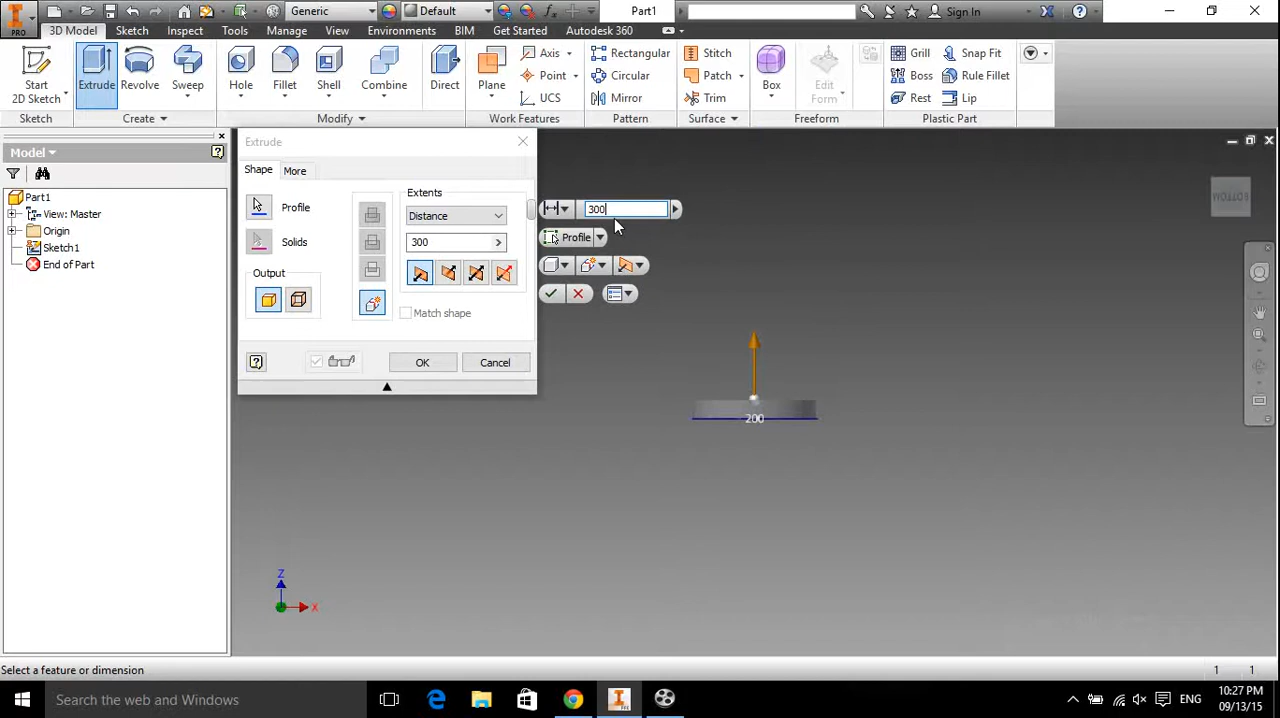 I PRO Generic Default Part1 Sign In
3D Model Sketch Inspect Tools Manage View Environments BIM Get Started Autodesk 360
Start 2D Sketch Extrude Revolve Sweep Hole Fillet Shell Combine Direct Plane Axis Point UCS Rectangular Circular Mirror Stitch Patch Trim Box Edit Form Grill Boss Rest Snap Fit Rule Fillet Lip
Sketch Create Modify Work Features Pattern Surface Freeform Plastic Part
Model
Part1
View: Master
Origin
Sketch1
End of Part
Extrude
Shape More
Profile
Solids
Output
Extents
Distance
300
Match shape
OK Cancel
300
Profile
200
BOTTOM
Z
X
Select a feature or dimension 1 1
Search the web and Windows
ENG
10:27 PM
09/13/15